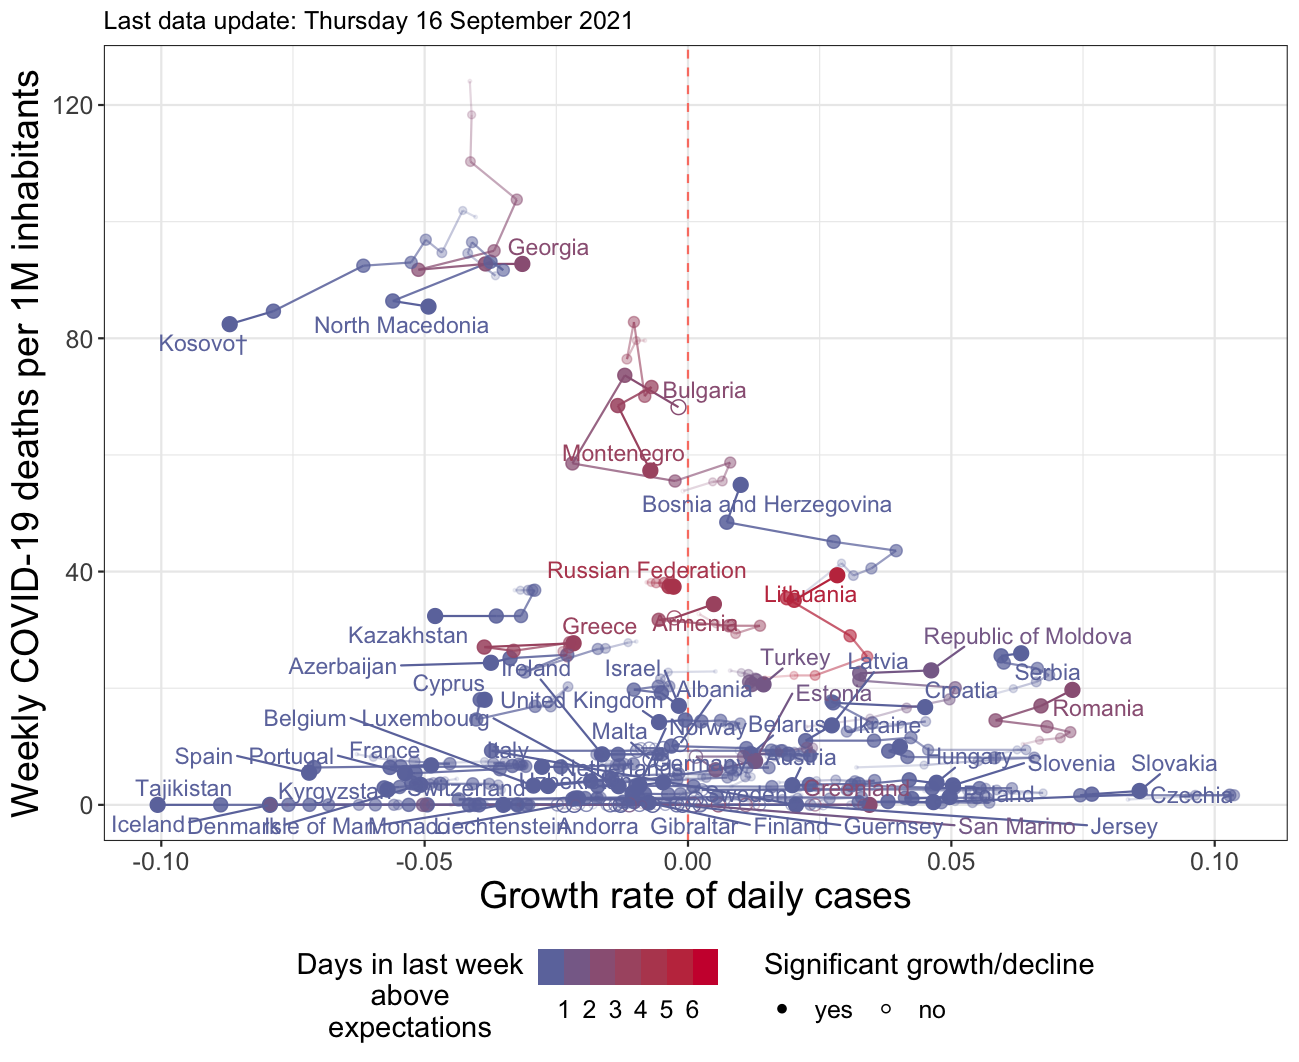 Last data update: Thursday 16 September 2021
Weekly COVID-19 deaths per 1M inhabitants
120
80
40
0
Georgia
North Macedonia
Kosovo†
Bulgaria
Montenegro
Bosnia and Herzegovina
Russian Federation
Lithuania
Armenia
Greece
Kazakhstan
Republic of Moldova
Azerbaijan
Ireland
Israel
Turkey
Latvia
Serbia
Cyprus
United Kingdom
Albania
Estonia
Croatia
Romania
Belgium
Luxembourg
Malta
Norway
Belarus
Ukraine
Spain
Portugal
France
Italy
Germany
Austria
Hungary
Slovenia
Slovakia
Tajikistan
Kyrgyzstan
Switzerland
Sweden
Greenland
Czechia
Iceland
Denmark
Isle of Man
Monaco
Liechtenstein
Andorra
Gibraltar
Finland
Guernsey
San Marino
Jersey
-0.10
-0.05
0.00
0.05
0.10
Growth rate of daily cases
Days in last week
above
expectations
1 2 3 4 5 6
Significant growth/decline
yes
no